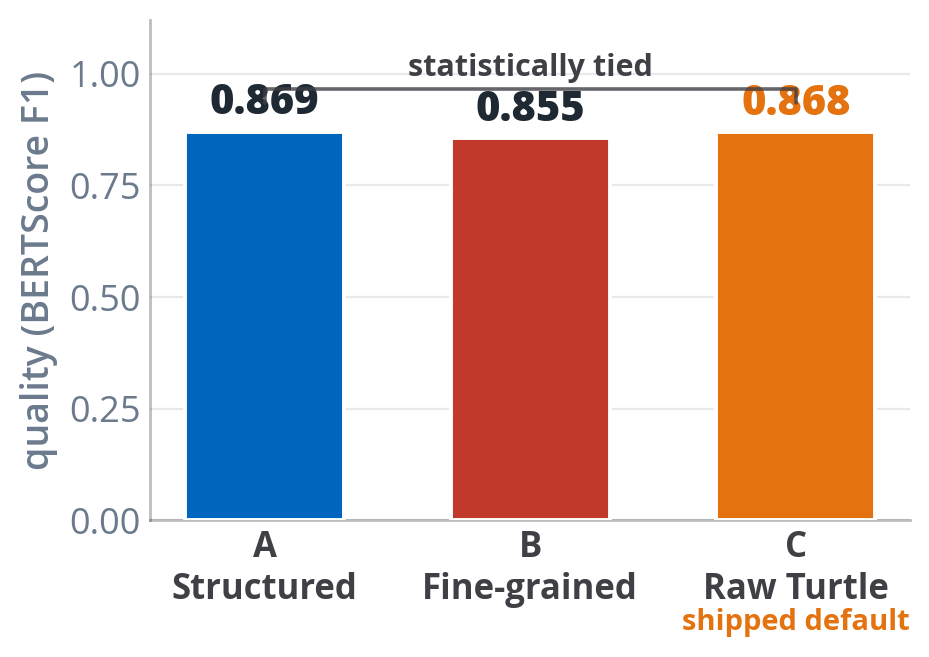 statistically tied
1.00
0.75
0.50
0.25
0.00
quality (BERTScore F1)
0.869
0.855
0.868
A
Structured
B
Fine-grained
C
Raw Turtle
shipped default